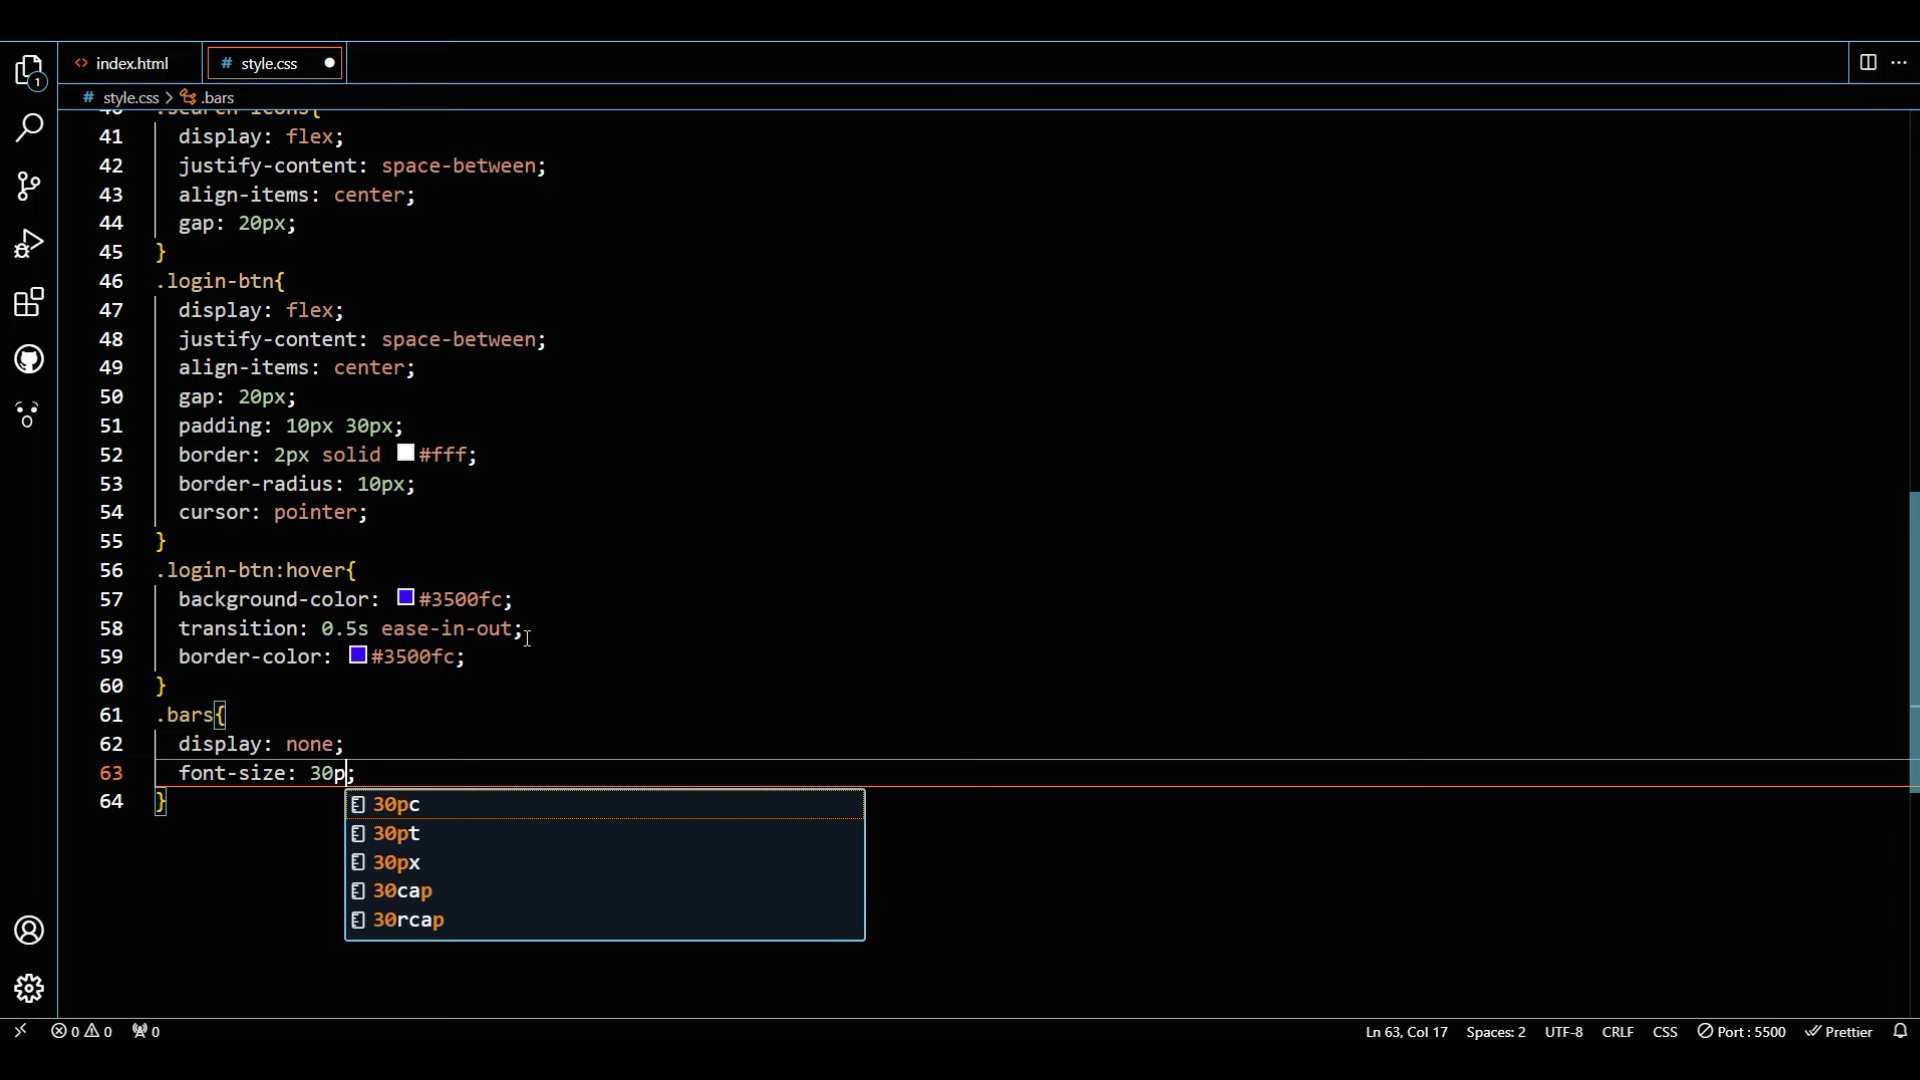 1
index.html
# style.css
# style.css > .bars
40 .search-icons{
41 display: flex;
42 justify-content: space-between;
43 align-items: center;
44 gap: 20px;
45 }
46 .login-btn{
47 display: flex;
48 justify-content: space-between;
49 align-items: center;
50 gap: 20px;
51 padding: 10px 30px;
52 border: 2px solid #fff;
53 border-radius: 10px;
54 cursor: pointer;
55 }
56 .login-btn:hover{
57 background-color: #3500fc;
58 transition: 0.5s ease-in-out;
59 border-color: #3500fc;
60 }
61 .bars{
62 display: none;
63 font-size: 30p;
64 }
30pc
30pt
30px
30cap
30rcap
0 0 0 Ln 63, Col 17 Spaces: 2 UTF-8 CRLF CSS Port : 5500 Prettier